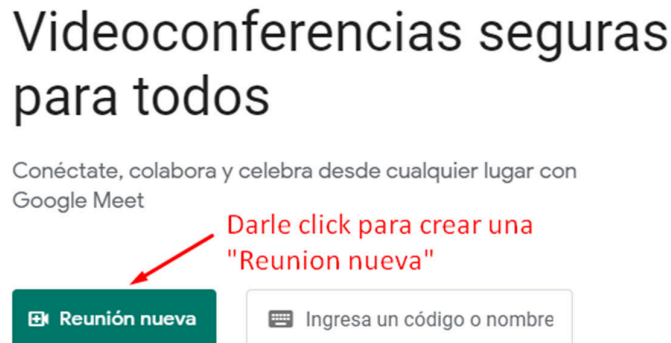 Videoconferencias seguras
para todos
Conéctate, colabora y celebra desde cualquier lugar con
Google Meet
Darle click para crear una
"Reunion nueva"
Reunión nueva
Ingresa un código o nombre